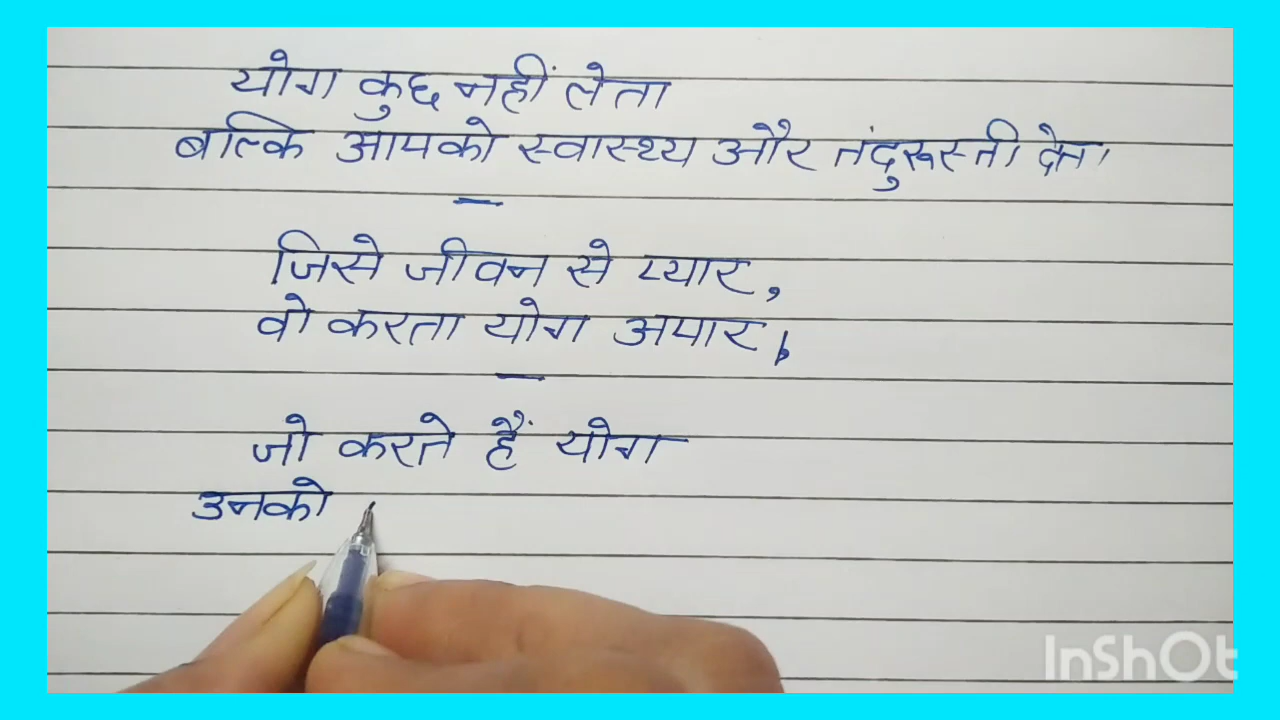 योग कुछ नहीं लेता
बल्कि आपको स्वास्थ्य और तंदुरूस्ती देता
जिसे जीवन से प्यार,
वो करता योग अपार।
जो करते हैं योग
उनको
InShOt